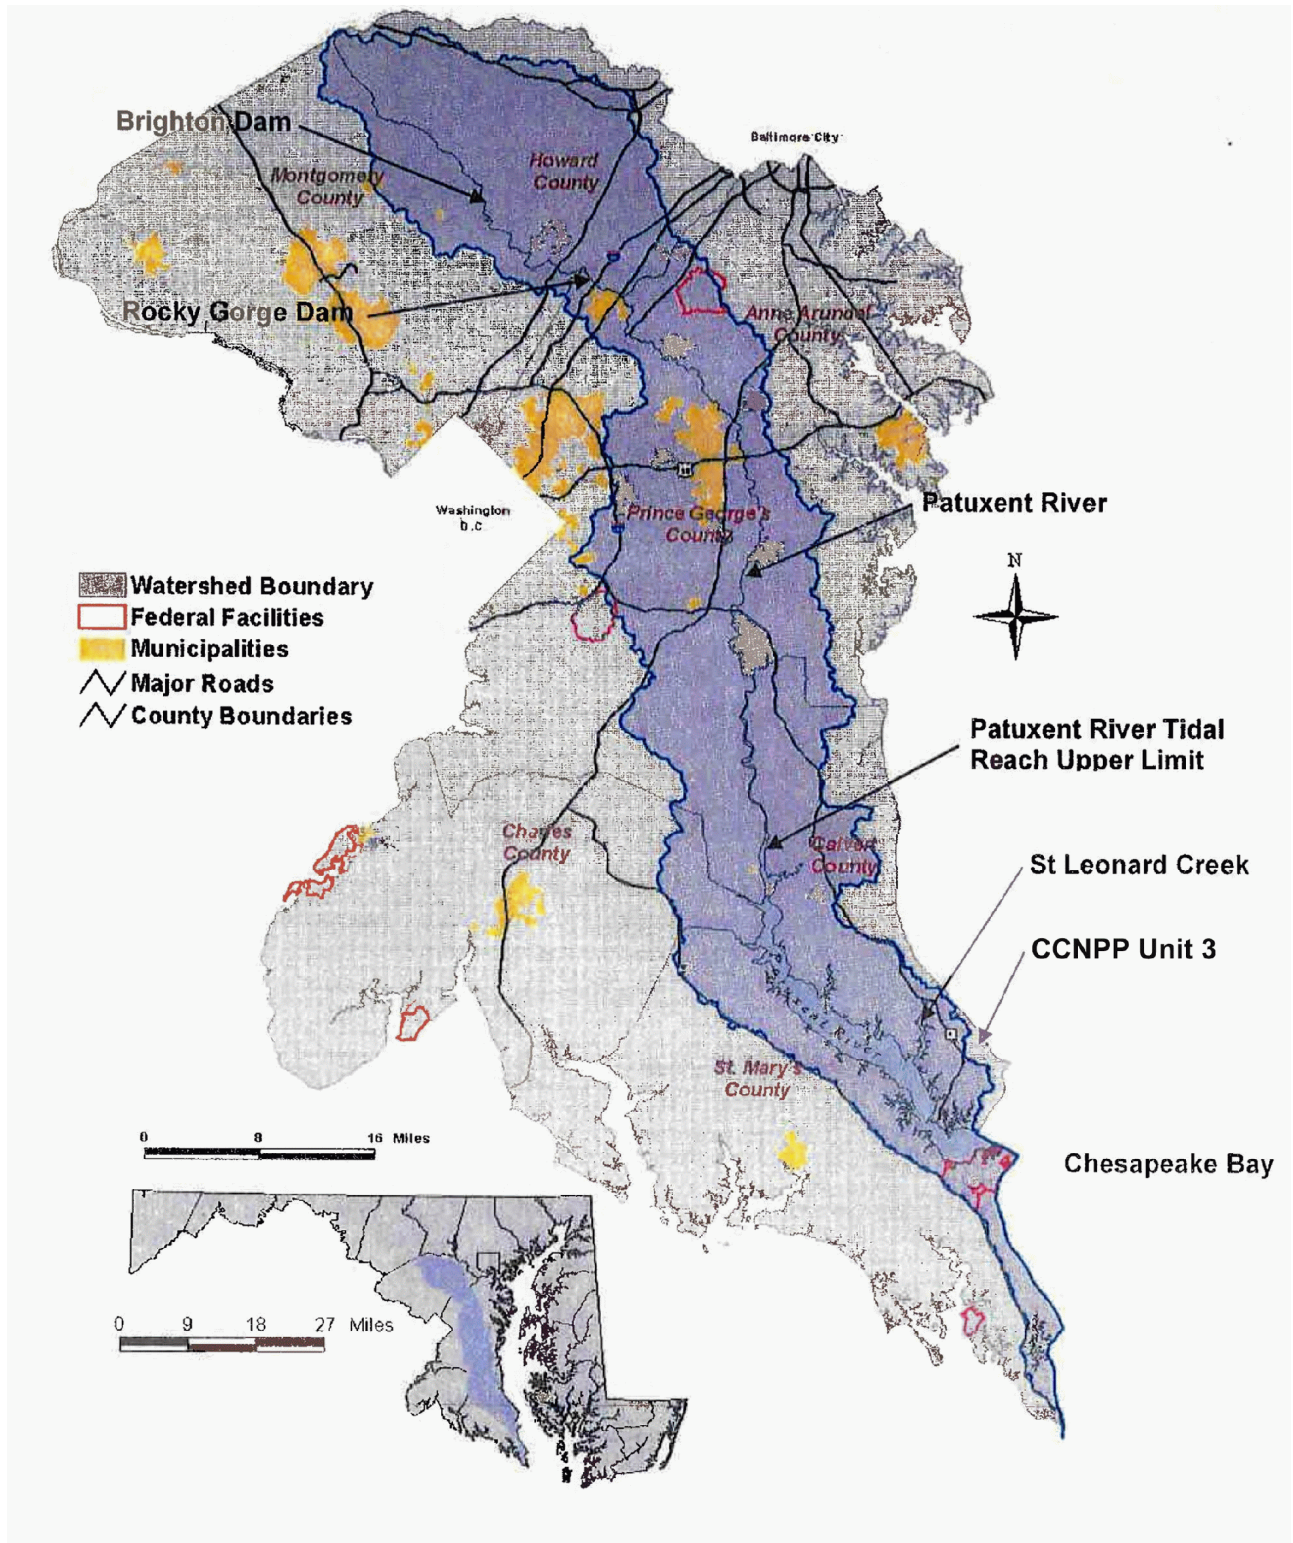 Brighton Dam
Baltimore City
Howard
County
Montgomery
County
Rocky Gorge Dam
Anne Arundel
County
Patuxent River
Washington
D.C
Prince George's
County
N
Watershed Boundary
Federal Facilities
Municipalities
Major Roads
County Boundaries
Patuxent River Tidal
Reach Upper Limit
Charles
County
Calvert
County
St Leonard Creek
CCNPP Unit 3
River
St. Mary's
County
0 8 16 Miles
Chesapeake Bay
0 9 18 27 Miles